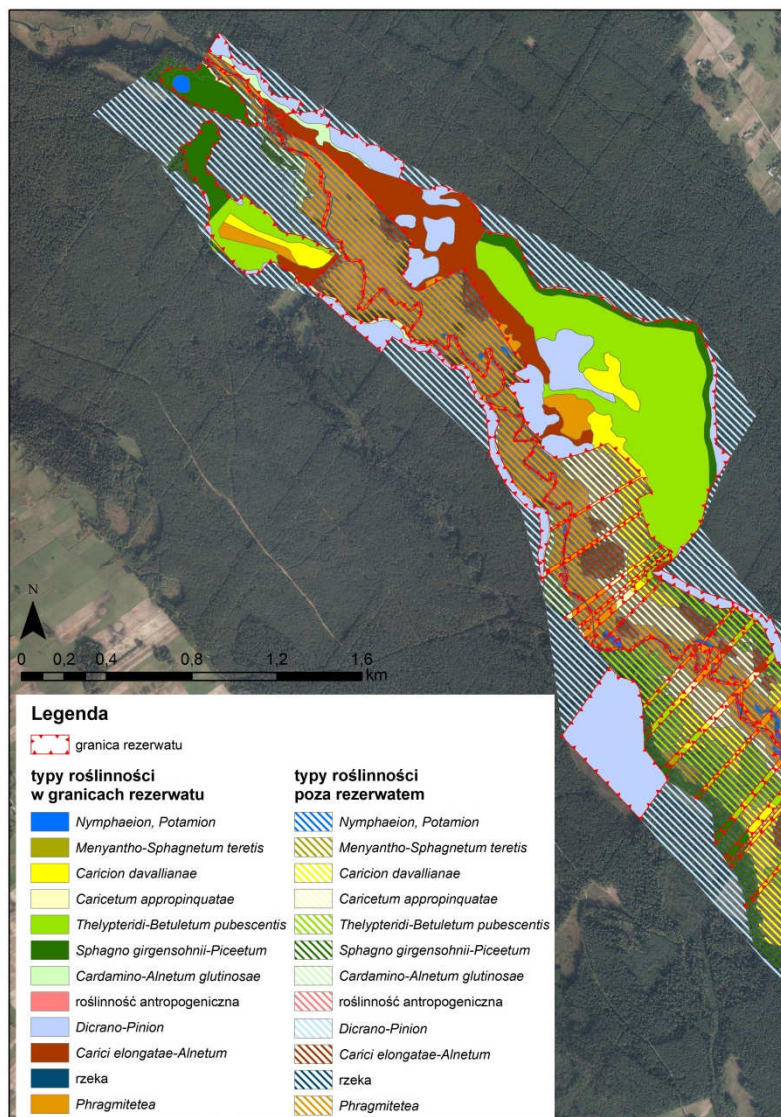 N
0 0,2 0,4 0,8 1,2 1,6
km
Legenda
granica rezerwatu
typy roślinności
w granicach rezerwatu
Nymphaeion, Potamion
Menyantho-Sphagnetum teretis
Caricion davallianae
Caricetum appropinquatae
Thelypteridi-Betuletum pubescentis
Sphagno girgensohnii-Piceetum
Cardamino-Alnetum glutinosae
roślinność antropogeniczna
Dicrano-Pinion
Carici elongatae-Alnetum
rzeka
Phragmitetea
typy roślinności
poza rezerwatem
Nymphaeion, Potamion
Menyantho-Sphagnetum teretis
Caricion davallianae
Caricetum appropinquatae
Thelypteridi-Betuletum pubescentis
Sphagno girgensohnii-Piceetum
Cardamino-Alnetum glutinosae
roślinność antropogeniczna
Dicrano-Pinion
Carici elongatae-Alnetum
rzeka
Phragmitetea